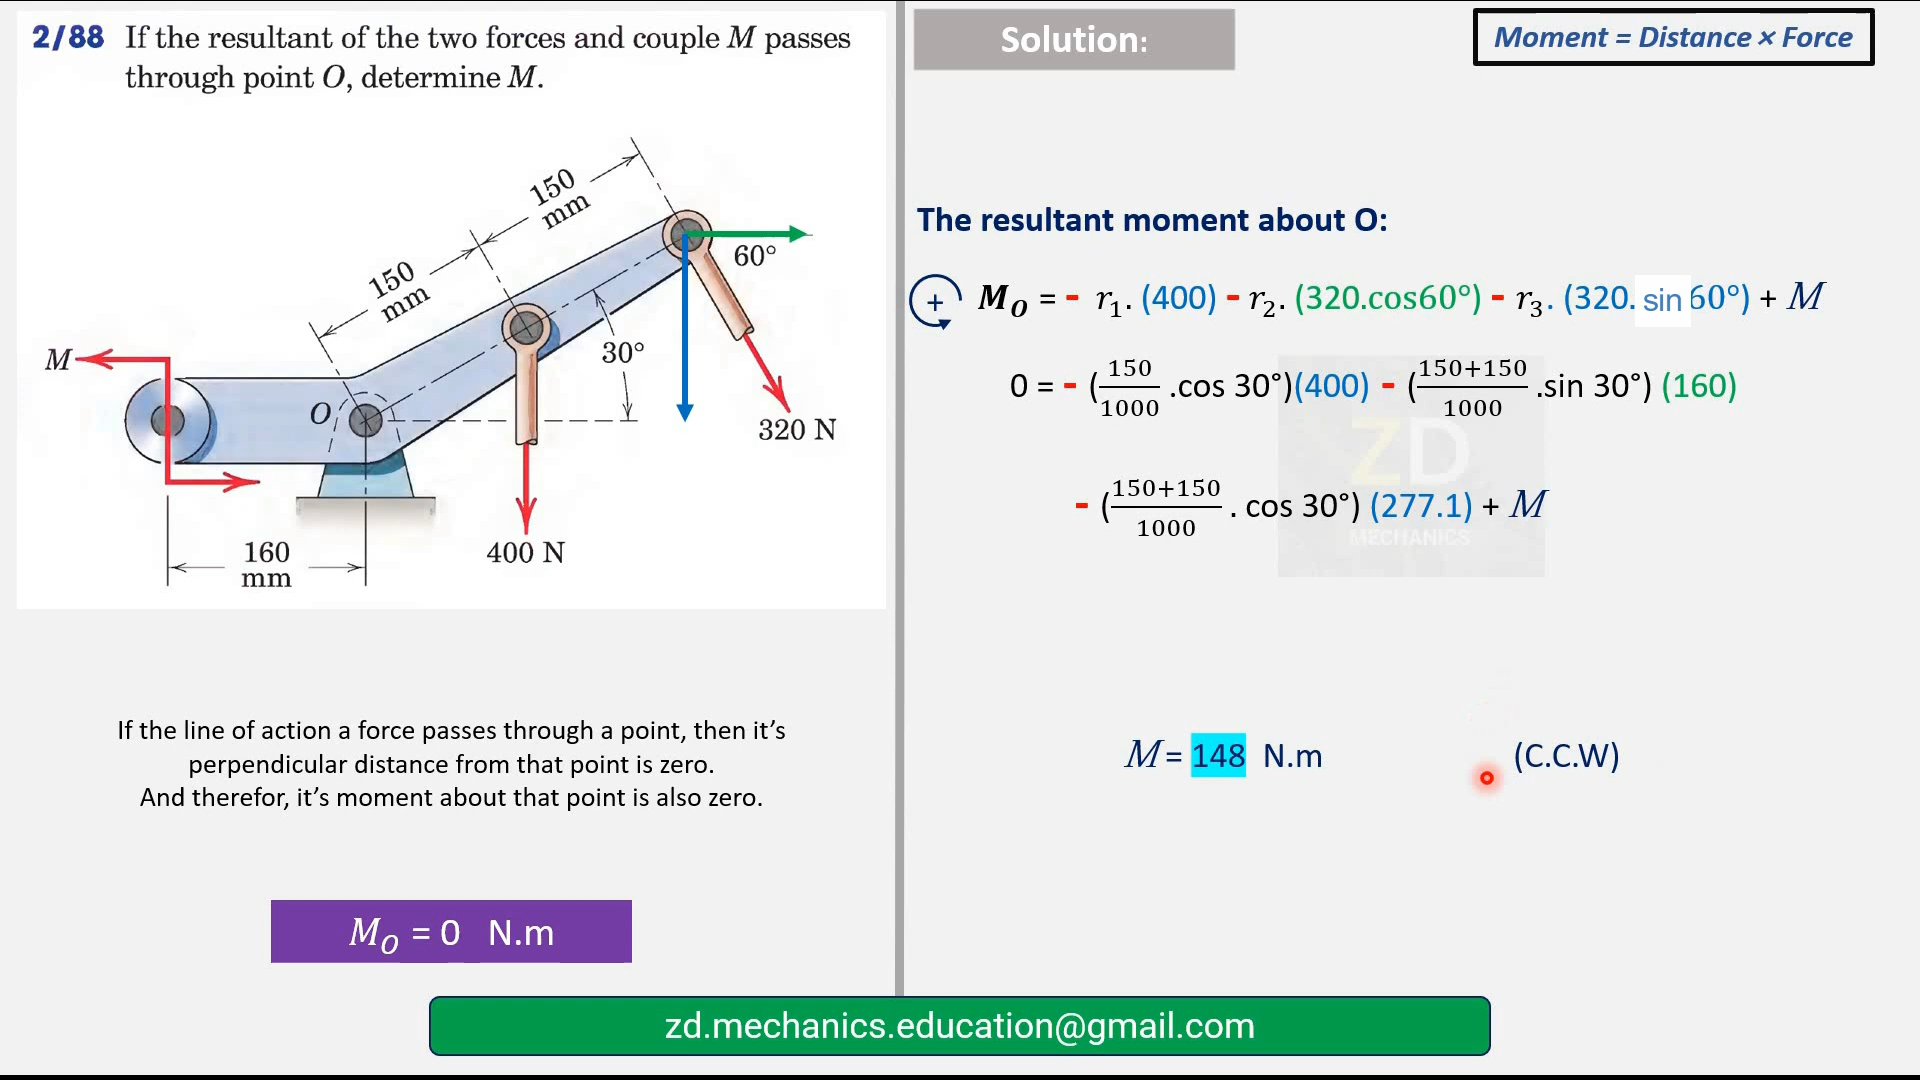 2/88 If the resultant of the two forces and couple M passes
through point O, determine M.
150
mm
150
mm
60°
30°
M
O
320 N
160
mm
400 N
If the line of action a force passes through a point, then it's
perpendicular distance from that point is zero.
And therefor, it's moment about that point is also zero.
M_O = 0 N.m
Solution:
Moment = Distance × Force
The resultant moment about O:
+ M_O = - r₁. (400) - r₂. (320.cos60°) - r₃. (320. sin 60°) + M
0 = - (150/1000 .cos 30°)(400) - (150+150/1000 .sin 30°) (160)
- (150+150/1000 . cos 30°) (277.1) + M
ZD
MECHANICS
M = 148 N.m (C.C.W)
zd.mechanics.education@gmail.com